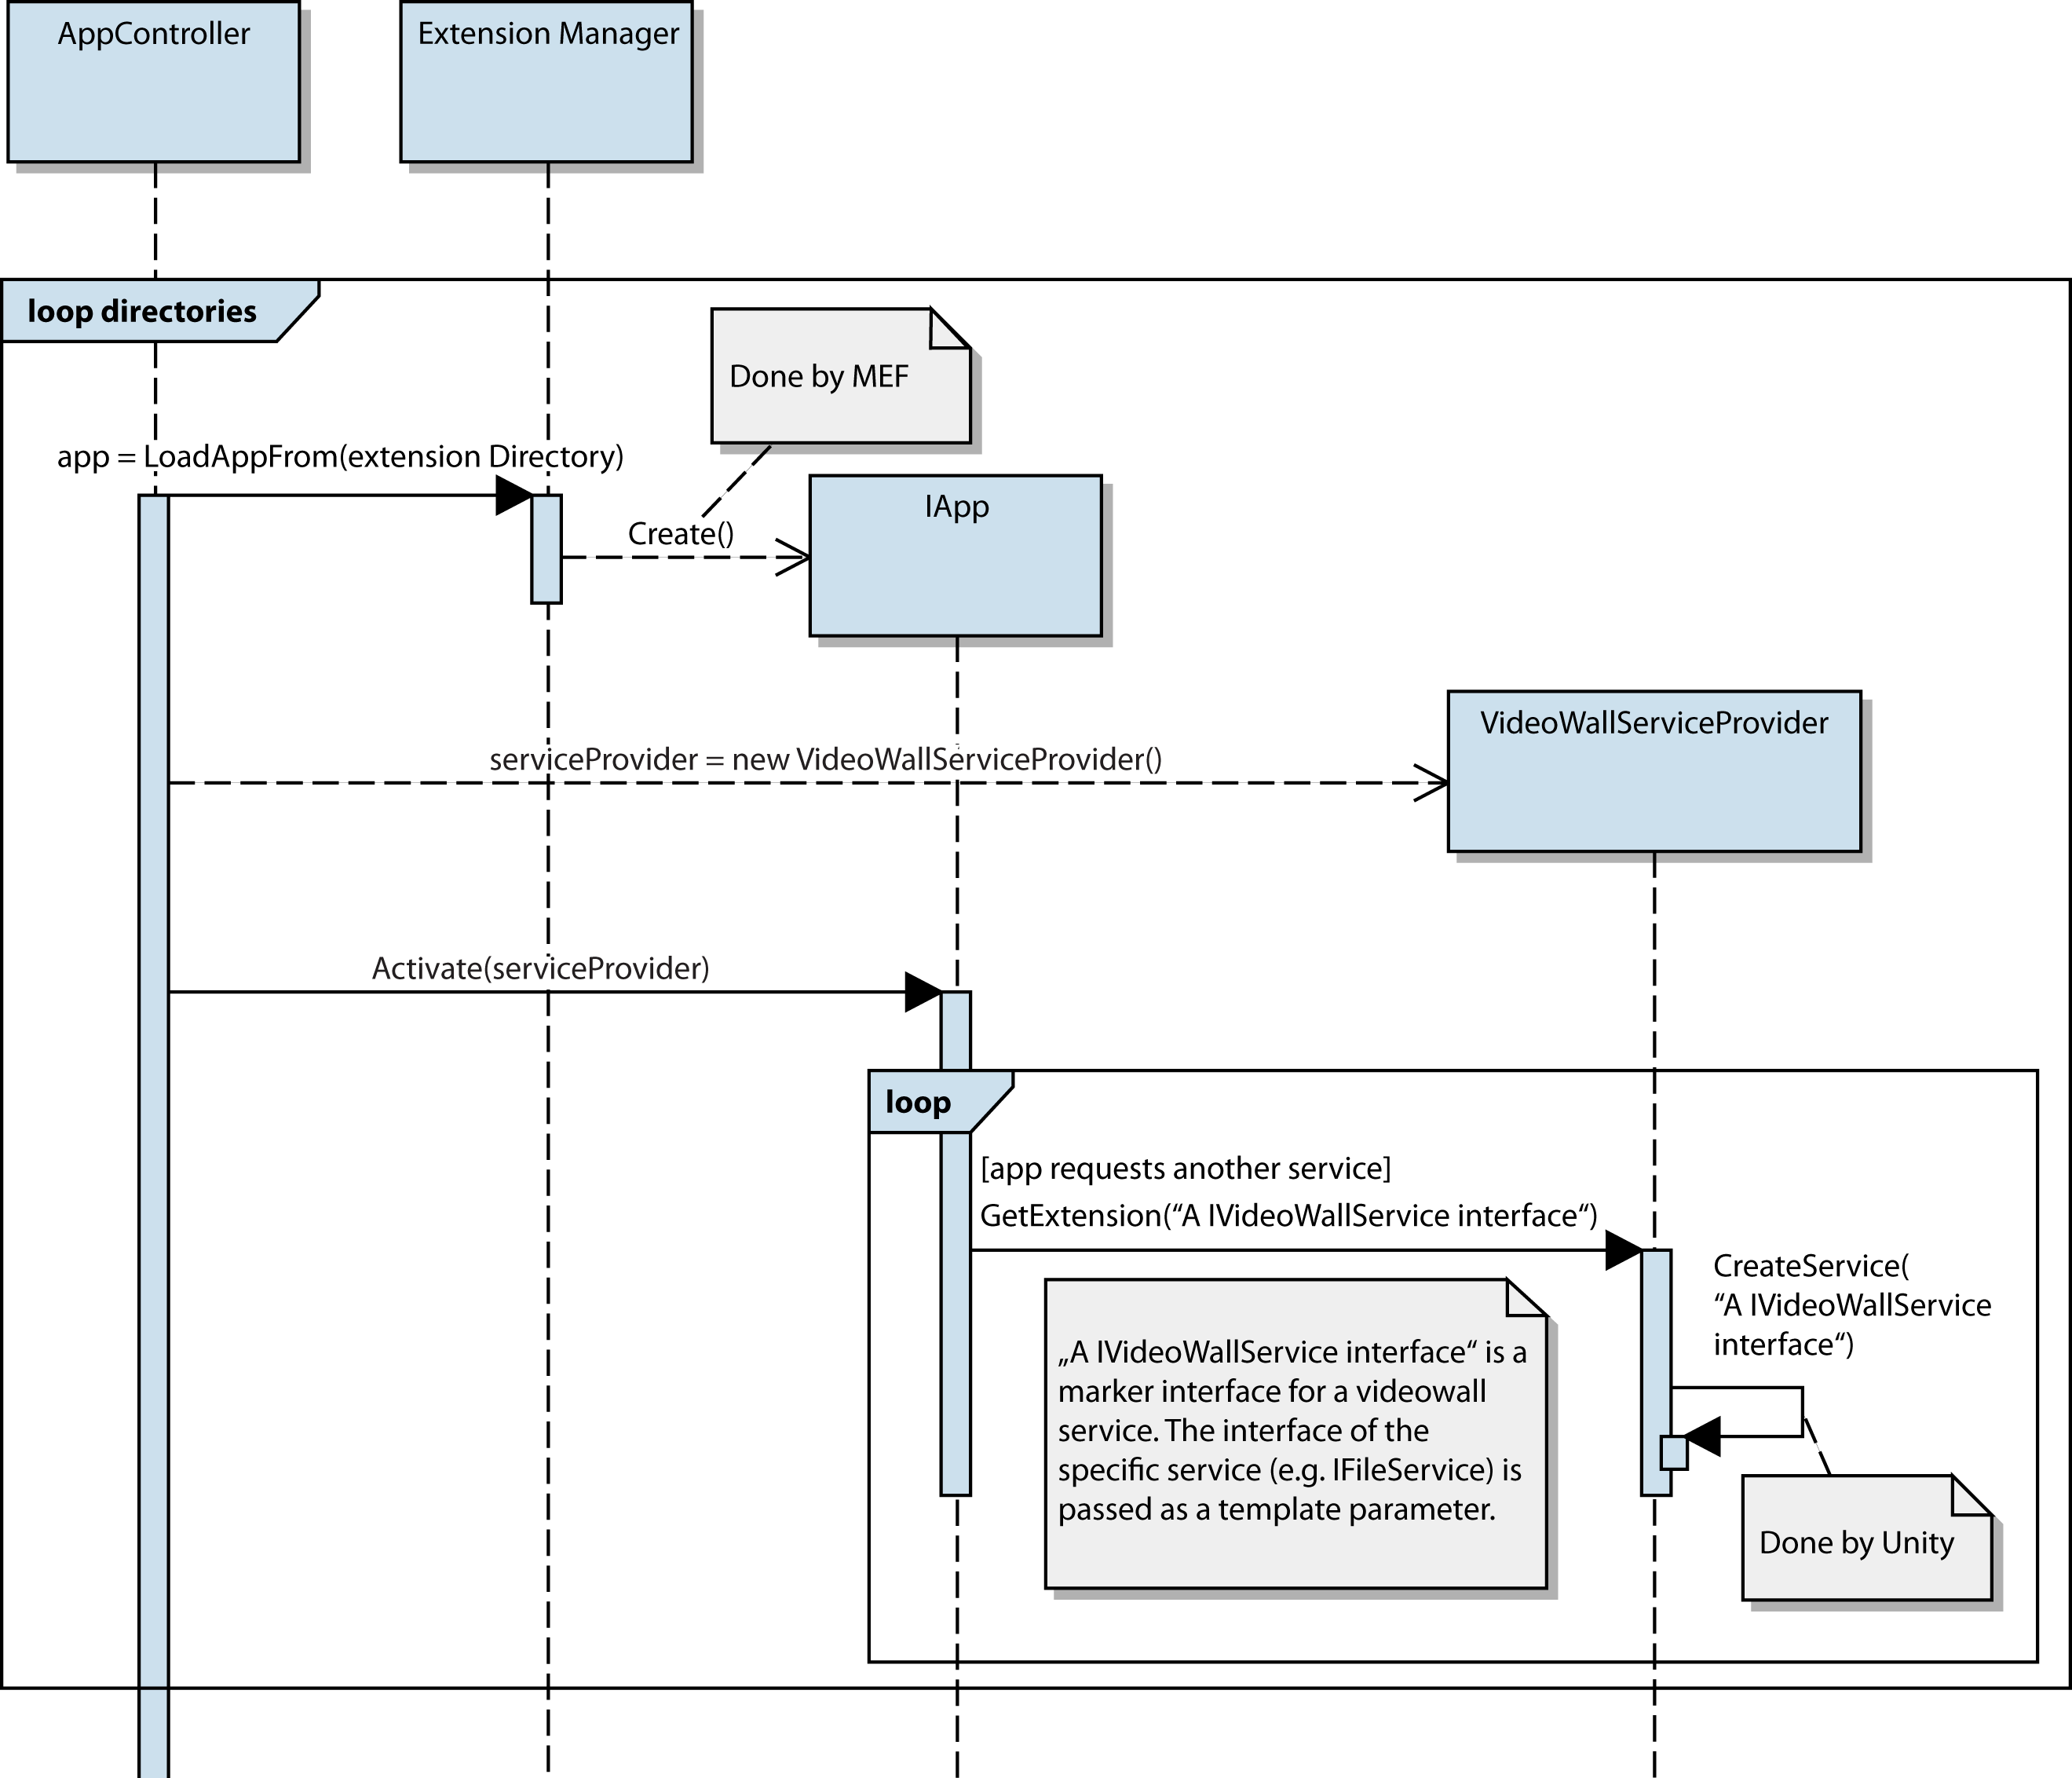 AppController
Extension Manager
loop directories
Done by MEF
app = LoadAppFrom(extension Directory)
IApp
Create()
VideoWallServiceProvider
serviceProvider = new VideoWallServiceProvider()
Activate(serviceProvider)
loop
[app requests another service]
GetExtension(“A IVideoWallService interface“)
CreateService(
“A IVideoWallService
interface“)
„A IVideoWallService interface“ is a
marker interface for a videowall
service. The interface of the
specific service (e.g. IFileService) is
passed as a template parameter.
Done by Unity